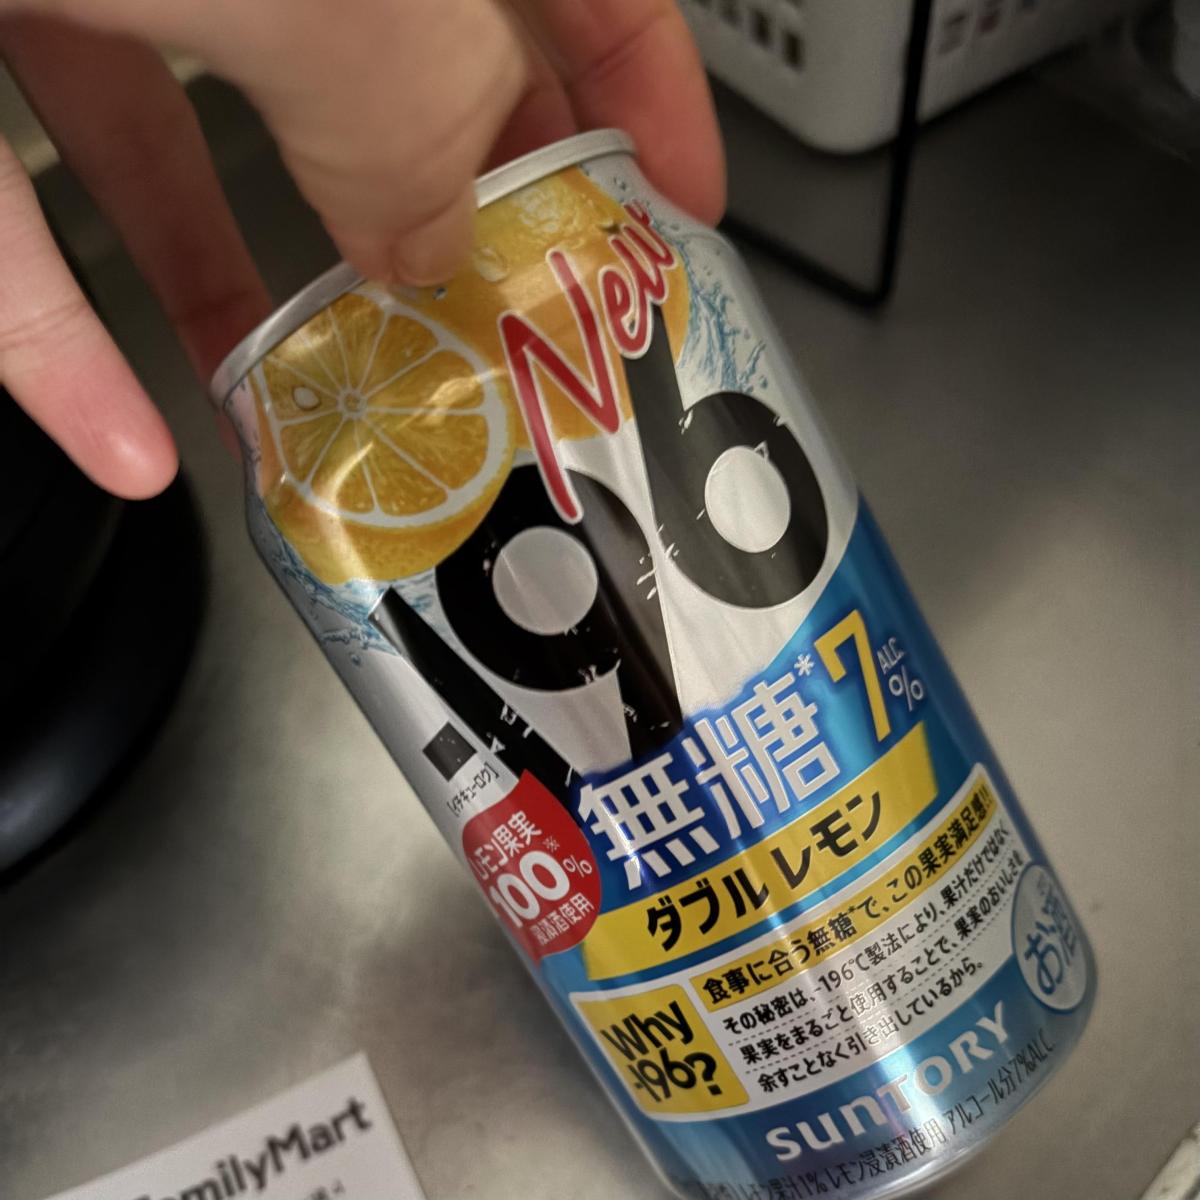 New
-196
[イチキューロク]
無糖* 7 ALC. %
ダブルレモン
レモン果実
100※%
浸漬酒使用
Why
-196?
食事に合う無糖*で、この果実満足感!!
その秘密は、-196℃製法により、果汁だけではなく
果実をまるごと使用することで、果実のおいしさを
余すことなく引き出しているから。
お酒
SUNTORY
果汁1% レモン浸漬酒使用 アルコール分7%ALC.
FamilyMart